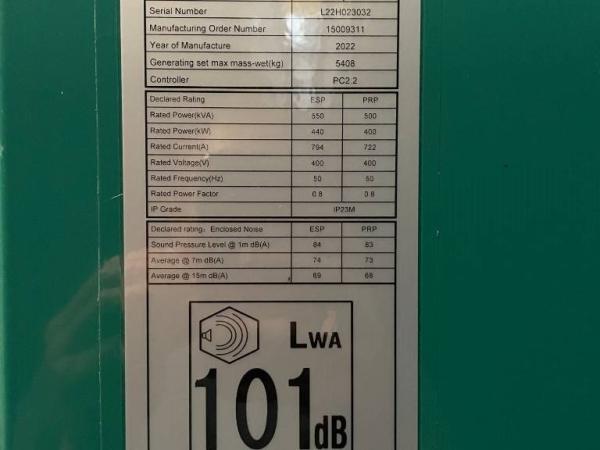 Serial Number L22H023032
Manufacturing Order Number 15009311
Year of Manufacture 2022
Generating set max mass-wet(kg) 5408
Controller PC2.2
Declared Rating ESP PRP
Rated Power(kVA) 550 500
Rated Power(kW) 440 400
Rated Current(A) 794 722
Rated Voltage(V) 400 400
Rated Frequency(Hz) 50 50
Rated Power Factor 0.8 0.8
IP Grade IP23M
Declared rating: Enclosed Noise ESP PRP
Sound Pressure Level @ 1m dB(A) 84 83
Average @ 7m dB(A) 74 73
Average @ 15m dB(A) 69 68
LWA
101dB